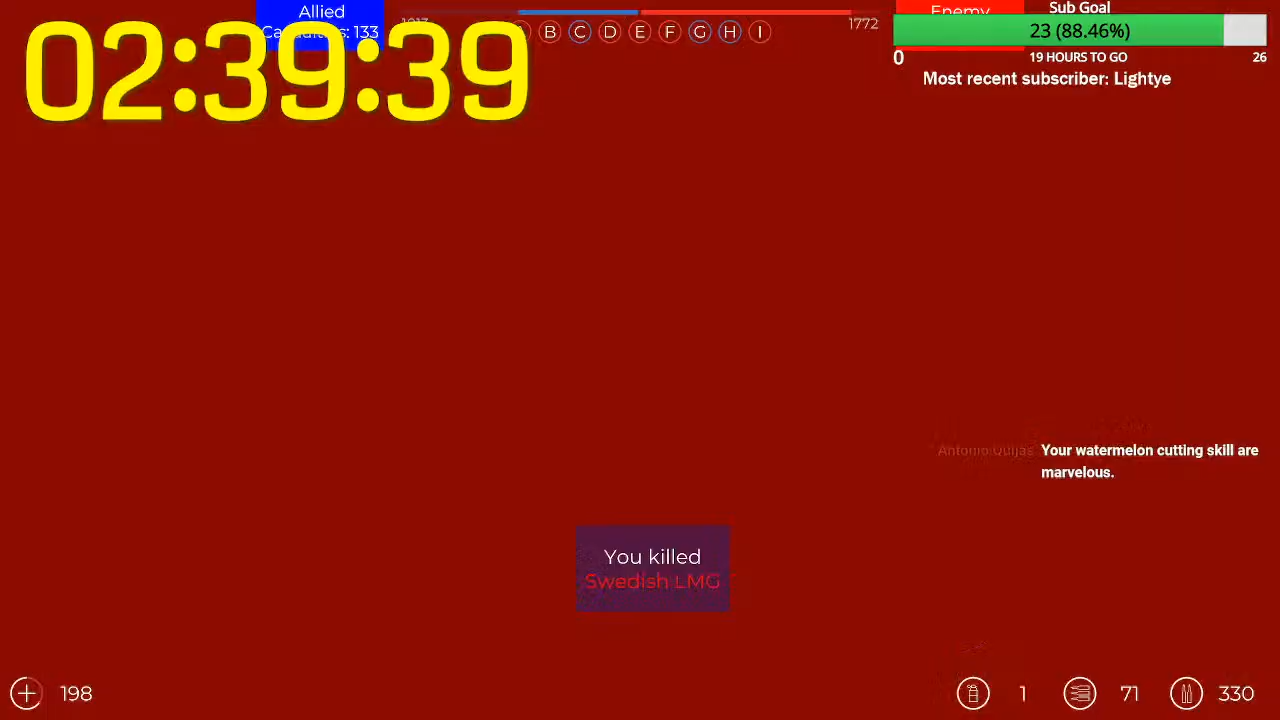 Allied
Casualties: 133
02:39:39
1772
B C D E F G H I
Enemy
Sub Goal
23 (88.46%)
0
19 HOURS TO GO
26
Most recent subscriber: Lightye
Antonio Quijas Your watermelon cutting skill are
marvelous.
You killed
Swedish LMG
198
1
71
330